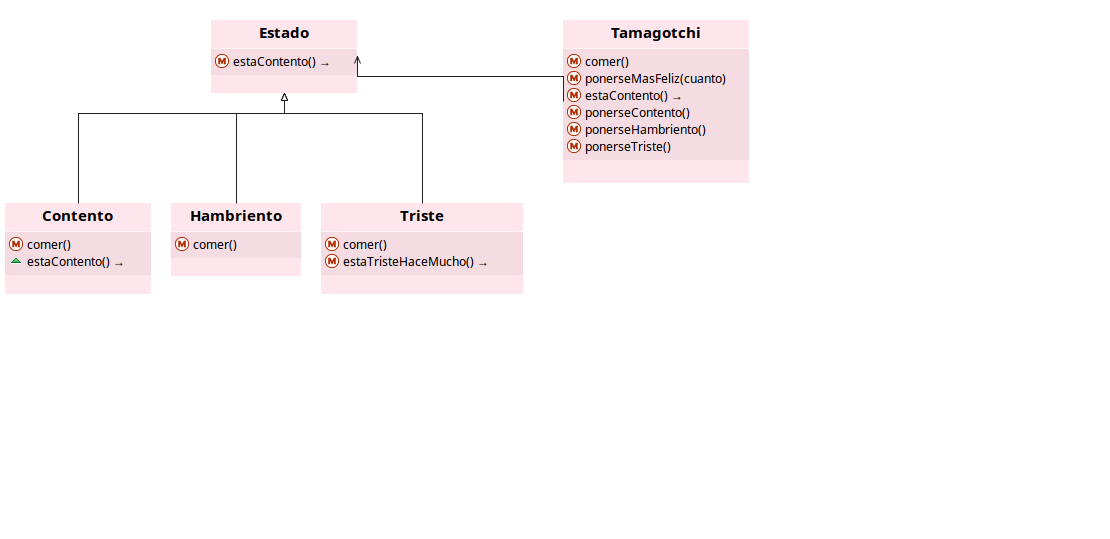 Estado
M estaContento() →
Tamagotchi
M comer()
M ponerseMasFeliz(cuanto)
M estaContento() →
M ponerseContento()
M ponerseHambriento()
M ponerseTriste()
Contento
M comer()
estaContento() →
Hambriento
M comer()
Triste
M comer()
M estaTristeHaceMucho() →